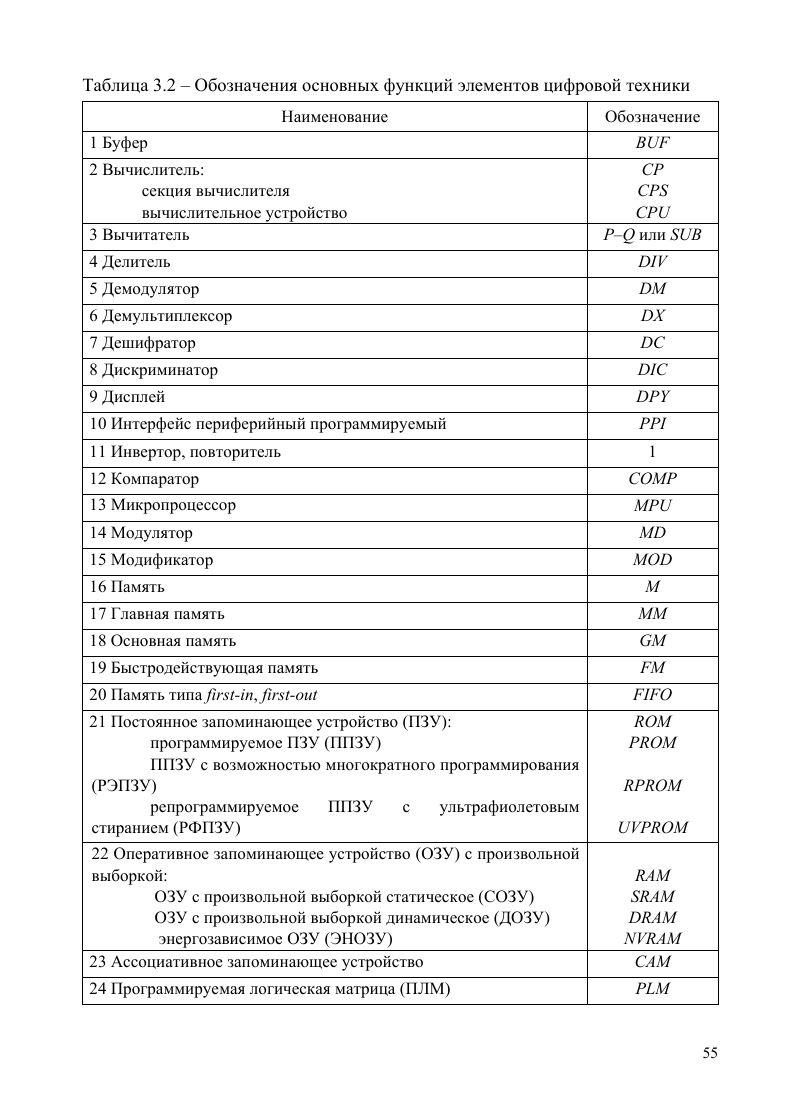 Таблица 3.2 – Обозначения основных функций элементов цифровой техники
Наименование Обозначение
1 Буфер BUF
2 Вычислитель: CP
секция вычислителя CPS
вычислительное устройство CPU
3 Вычитатель P–Q или SUB
4 Делитель DIV
5 Демодулятор DM
6 Демультиплексор DX
7 Дешифратор DC
8 Дискриминатор DIC
9 Дисплей DPY
10 Интерфейс периферийный программируемый PPI
11 Инвертор, повторитель 1
12 Компаратор COMP
13 Микропроцессор MPU
14 Модулятор MD
15 Модификатор MOD
16 Память M
17 Главная память MM
18 Основная память GM
19 Быстродействующая память FM
20 Память типа first-in, first-out FIFO
21 Постоянное запоминающее устройство (ПЗУ): ROM
программируемое ПЗУ (ППЗУ) PROM
ППЗУ с возможностью многократного программирования
(РЭПЗУ) RPROM
репрограммируемое ППЗУ с ультрафиолетовым
стиранием (РФПЗУ) UVPROM
22 Оперативное запоминающее устройство (ОЗУ) с произвольной
выборкой: RAM
ОЗУ с произвольной выборкой статическое (СОЗУ) SRAM
ОЗУ с произвольной выборкой динамическое (ДОЗУ) DRAM
энергозависимое ОЗУ (ЭНОЗУ) NVRAM
23 Ассоциативное запоминающее устройство CAM
24 Программируемая логическая матрица (ПЛМ) PLM
55